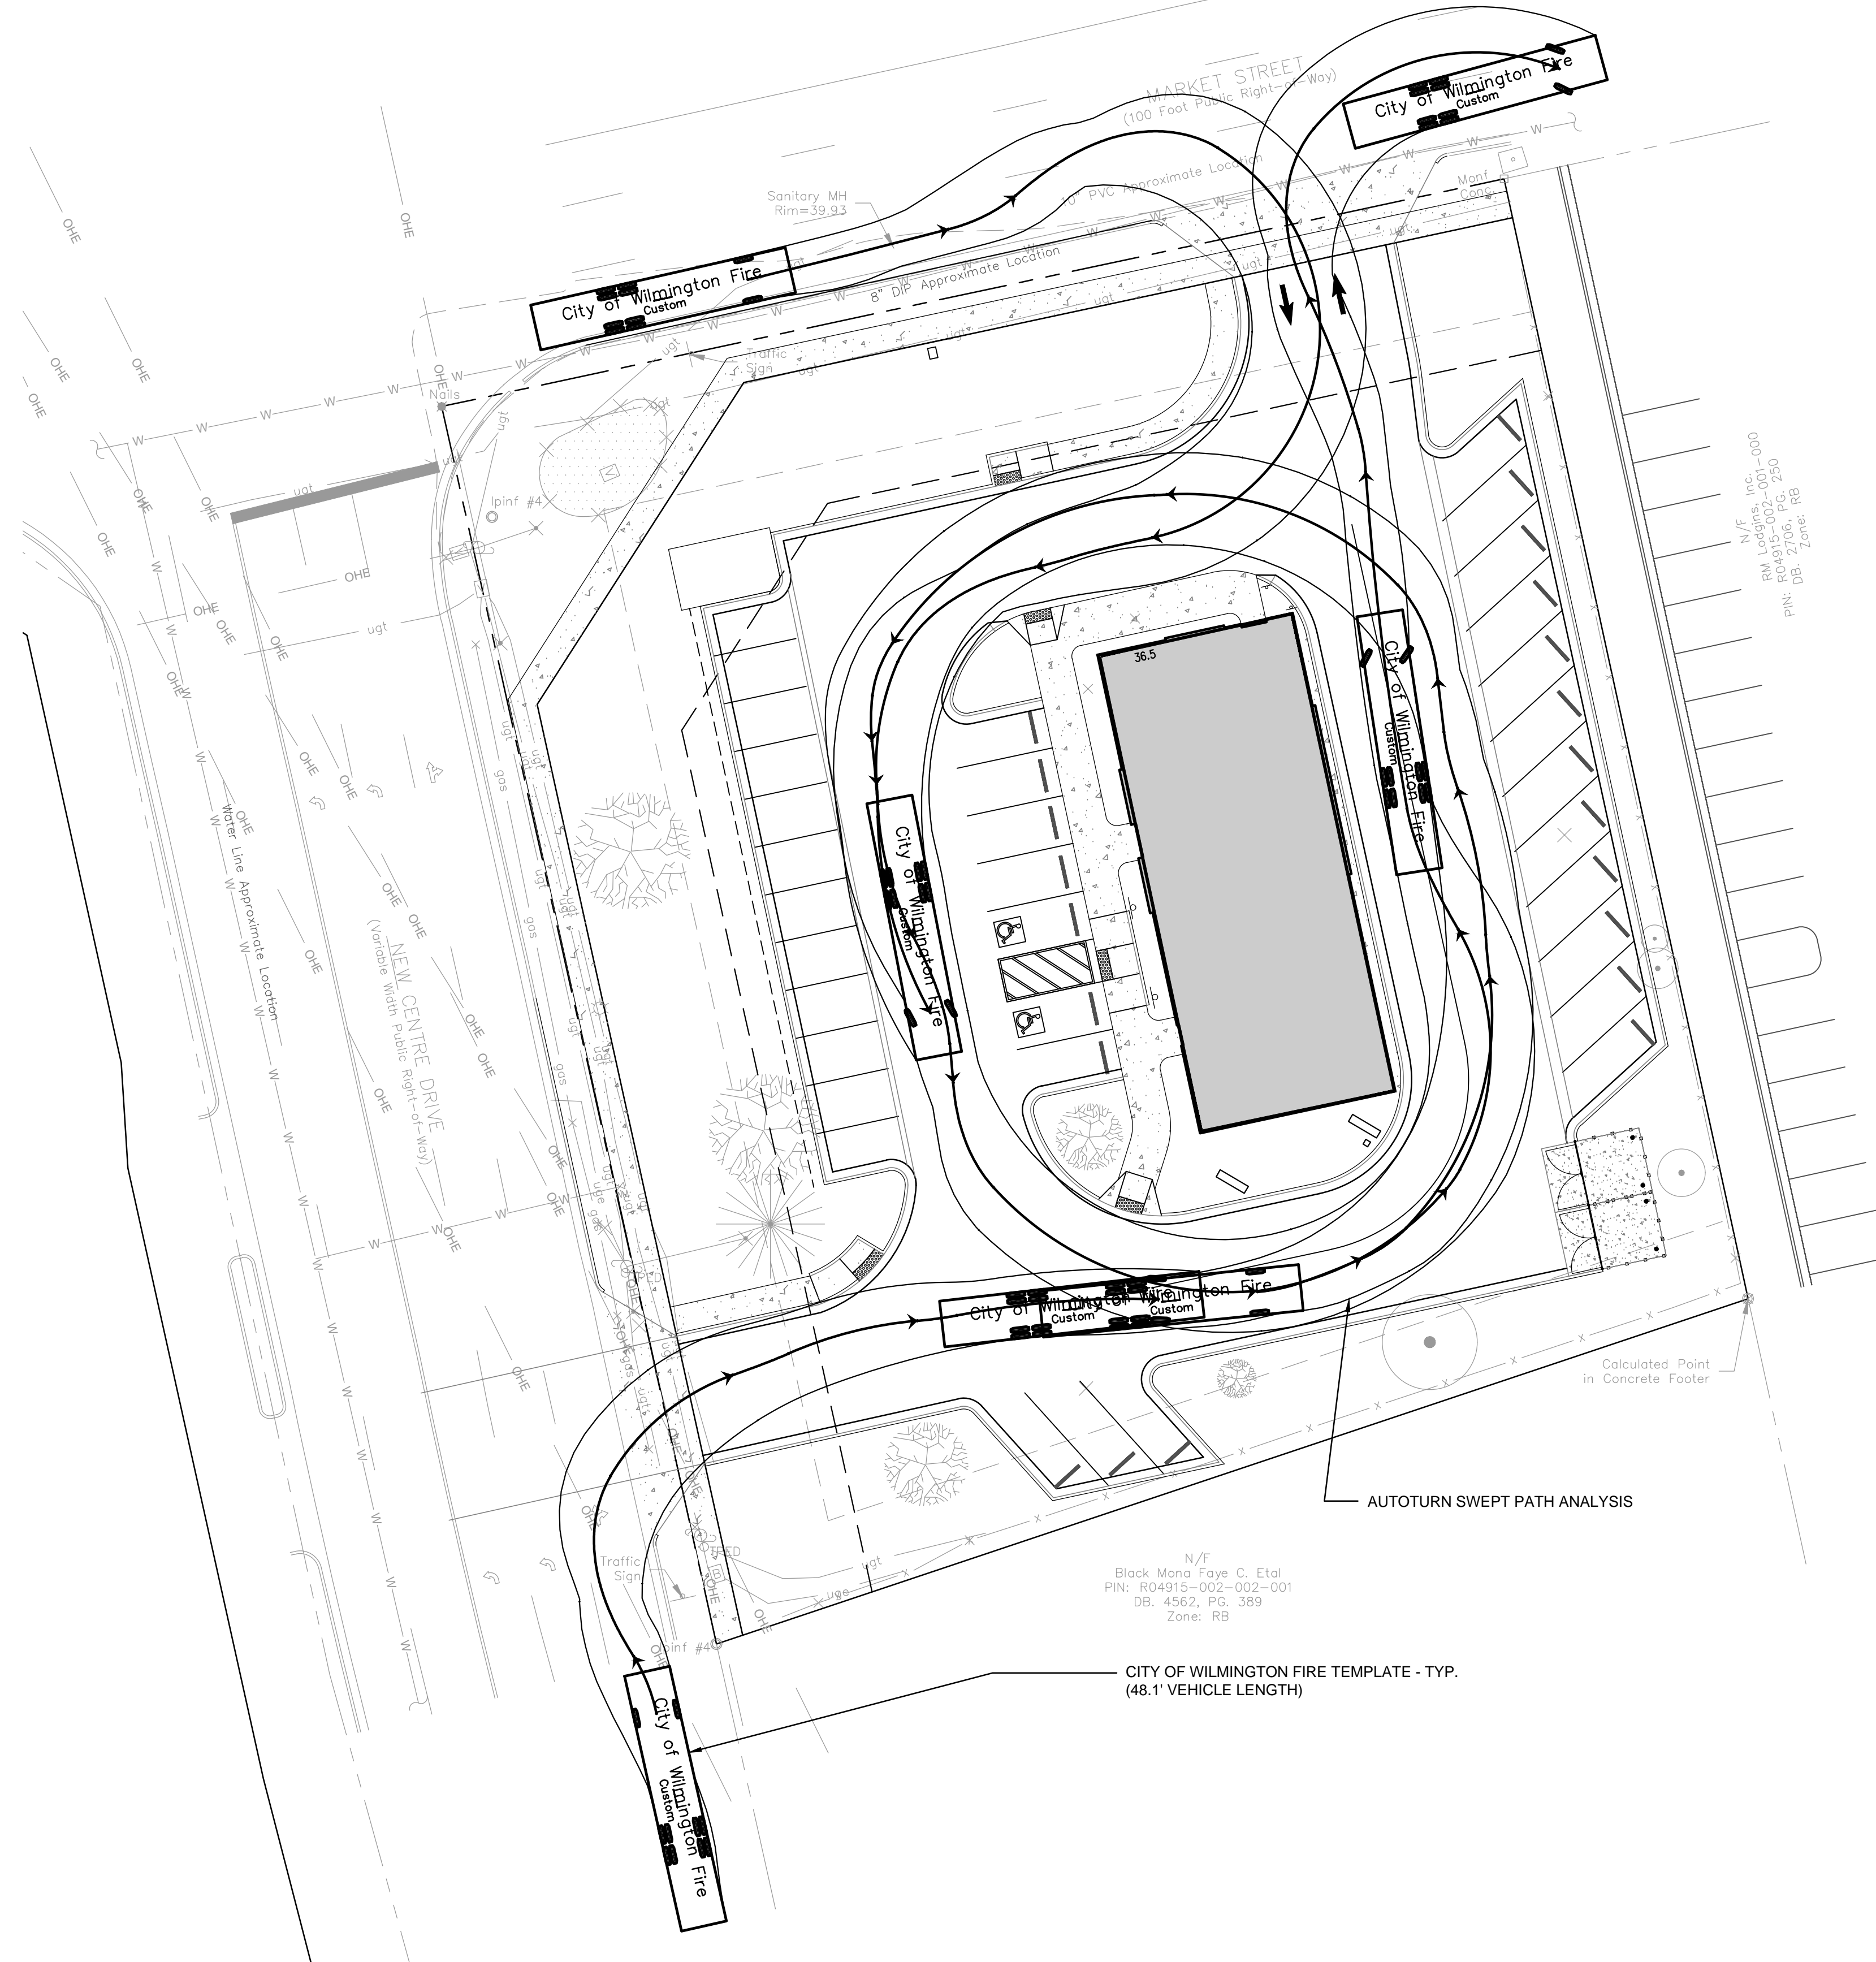 MARKET STREET
(100 Foot Public Right-of-Way)
City of Wilmington Fire
Custom
Sanitary MH
Rim=39.93
10" PVC Approximate Location
8" DIP Approximate Location
Monf
Conc.
City of Wilmington Fire
Custom
Traffic
Sign
Nails
Ipinf #4
36.5
N/F
RM Lodgins, Inc.
PIN: R04915-002-001-000
DB. 2706, PG. 250
Zone: RB
City of Wilmington Fire
Custom
City of Wilmington Fire
Custom
Water Line Approximate Location
NEW CENTRE DRIVE
(Variable Width Public Right-of-Way)
City of Wilmington Fire
Custom
City of Wilmington Fire
Custom
Calculated Point
in Concrete Footer
AUTOTURN SWEPT PATH ANALYSIS
N/F
Black Mona Faye C. Etal
PIN: R04915-002-002-001
DB. 4562, PG. 389
Zone: RB
Traffic
Sign
Ipinf #4
CITY OF WILMINGTON FIRE TEMPLATE - TYP.
(48.1' VEHICLE LENGTH)
City of Wilmington Fire
Custom
OHE
W
ugt
gas
uge